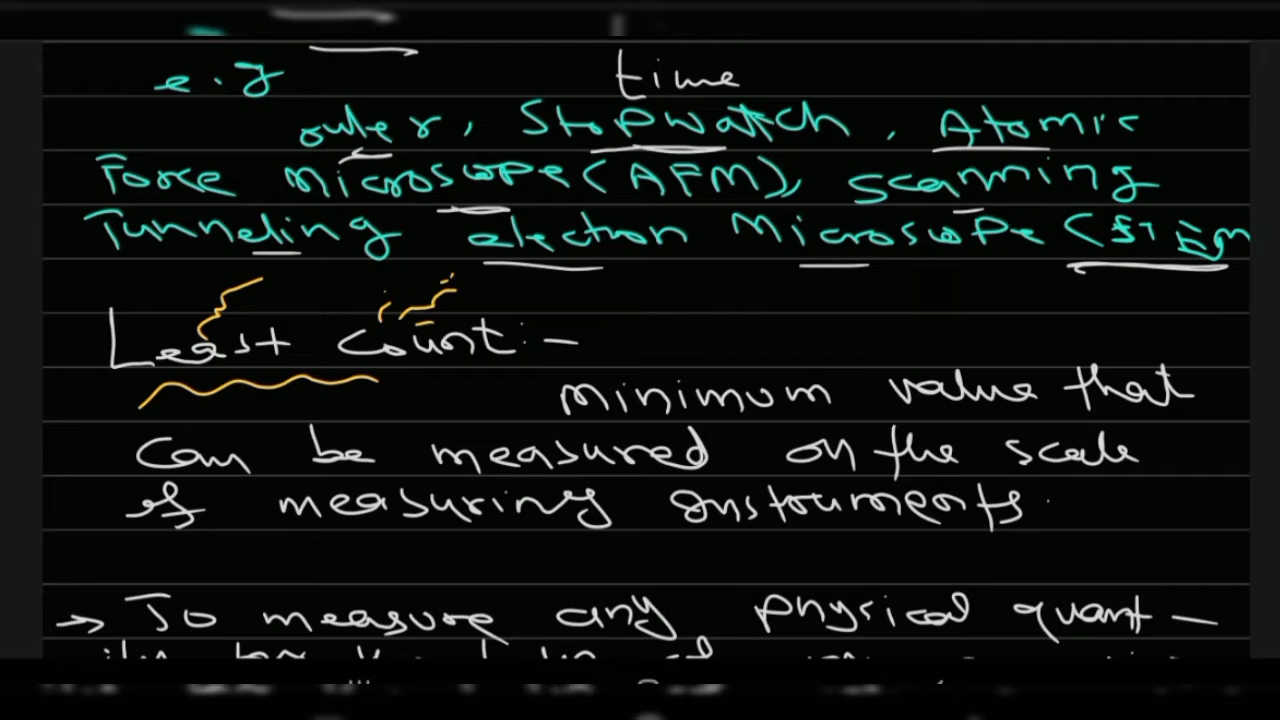 e.g time
ruler, Stopwatch, Atomic
Force Microscope (AFM), scanning
Tunneling electron Microscope (STEM
Least count :-
minimum value that
can be measured on the scale
of measuring instruments.
→ To measure any physical quant-